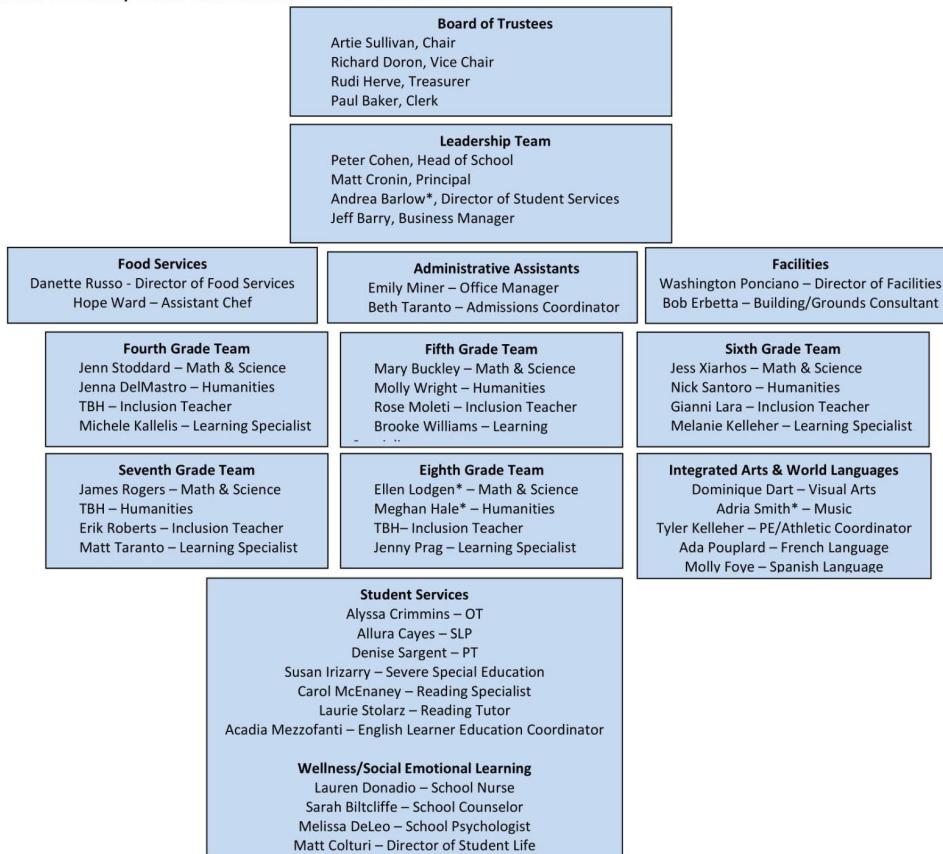 Board of Trustees
Artie Sullivan, Chair
Richard Doron, Vice Chair
Rudi Herve, Treasurer
Paul Baker, Clerk
Leadership Team
Peter Cohen, Head of School
Matt Cronin, Principal
Andrea Barlow*, Director of Student Services
Jeff Barry, Business Manager
Food Services
Danette Russo - Director of Food Services
Hope Ward – Assistant Chef
Administrative Assistants
Emily Miner – Office Manager
Beth Taranto – Admissions Coordinator
Facilities
Washington Ponciano – Director of Facilities
Bob Erbetta – Building/Grounds Consultant
Fourth Grade Team
Jenn Stoddard – Math & Science
Jenna DelMastro – Humanities
TBH – Inclusion Teacher
Michele Kallelis – Learning Specialist
Fifth Grade Team
Mary Buckley – Math & Science
Molly Wright – Humanities
Rose Moleti – Inclusion Teacher
Brooke Williams – Learning
Sixth Grade Team
Jess Xiarhos – Math & Science
Nick Santoro – Humanities
Gianni Lara – Inclusion Teacher
Melanie Kelleher – Learning Specialist
Seventh Grade Team
James Rogers – Math & Science
TBH – Humanities
Erik Roberts – Inclusion Teacher
Matt Taranto – Learning Specialist
Eighth Grade Team
Ellen Lodgen* – Math & Science
Meghan Hale* – Humanities
TBH– Inclusion Teacher
Jenny Prag – Learning Specialist
Integrated Arts & World Languages
Dominique Dart – Visual Arts
Adria Smith* – Music
Tyler Kelleher – PE/Athletic Coordinator
Ada Pouplard – French Language
Molly Foye – Spanish Language
Student Services
Alyssa Crimmins – OT
Allura Cayes – SLP
Denise Sargent – PT
Susan Irizarry – Severe Special Education
Carol McEnaney – Reading Specialist
Laurie Stolarz – Reading Tutor
Acadia Mezzofanti – English Learner Education Coordinator
Wellness/Social Emotional Learning
Lauren Donadio – School Nurse
Sarah Biltcliffe – School Counselor
Melissa DeLeo – School Psychologist
Matt Colturi – Director of Student Life